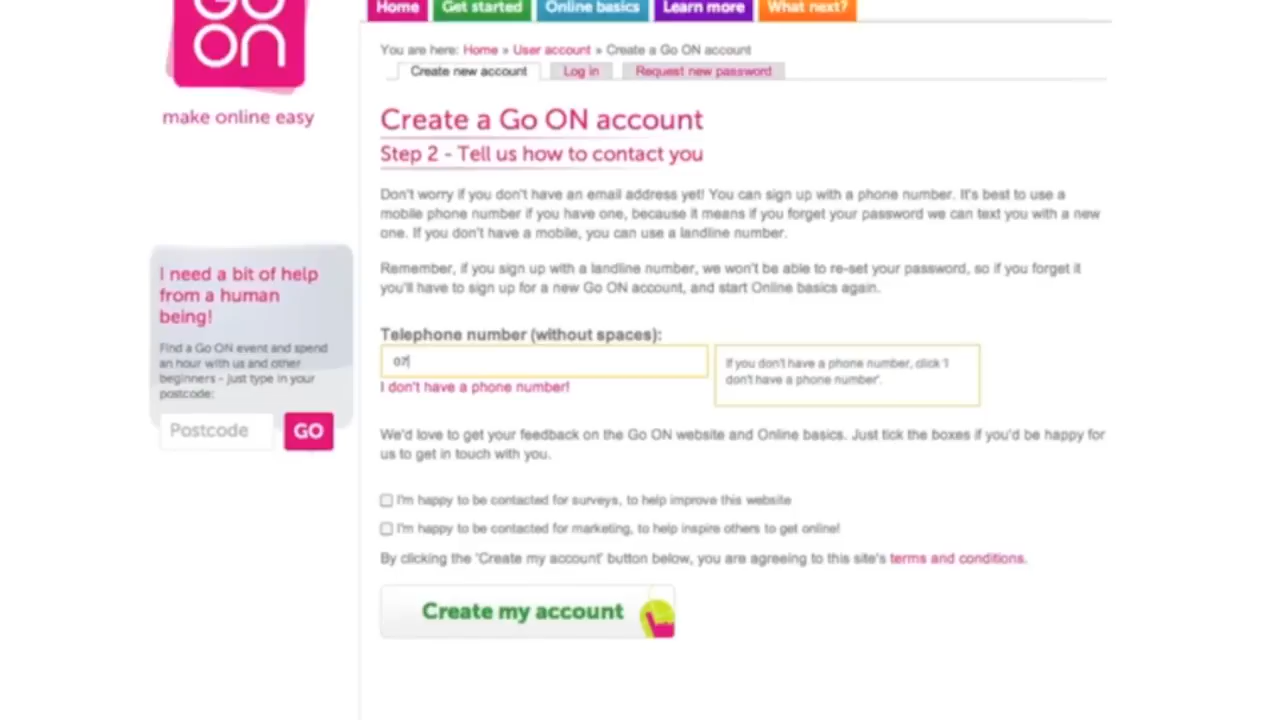 GO
ON
make online easy
Home
Get started
Online basics
Learn more
What next?
You are here: Home » User account » Create a Go ON account
Create new account
Log in
Request new password
Create a Go ON account
Step 2 - Tell us how to contact you
Don't worry if you don't have an email address yet! You can sign up with a phone number. It's best to use a
mobile phone number if you have one, because it means if you forget your password we can text you with a new
one. If you don't have a mobile, you can use a landline number.
Remember, if you sign up with a landline number, we won't be able to re-set your password, so if you forget it
you'll have to sign up for a new Go ON account, and start Online basics again.
I need a bit of help
from a human
being!
Find a Go ON event and spend
an hour with us and other
beginners - just type in your
postcode:
Postcode
GO
Telephone number (without spaces):
07
I don't have a phone number!
If you don't have a phone number, click 'I
don't have a phone number'.
We'd love to get your feedback on the Go ON website and Online basics. Just tick the boxes if you'd be happy for
us to get in touch with you.
I'm happy to be contacted for surveys, to help improve this website
I'm happy to be contacted for marketing, to help inspire others to get online!
By clicking the 'Create my account' button below, you are agreeing to this site's terms and conditions.
Create my account